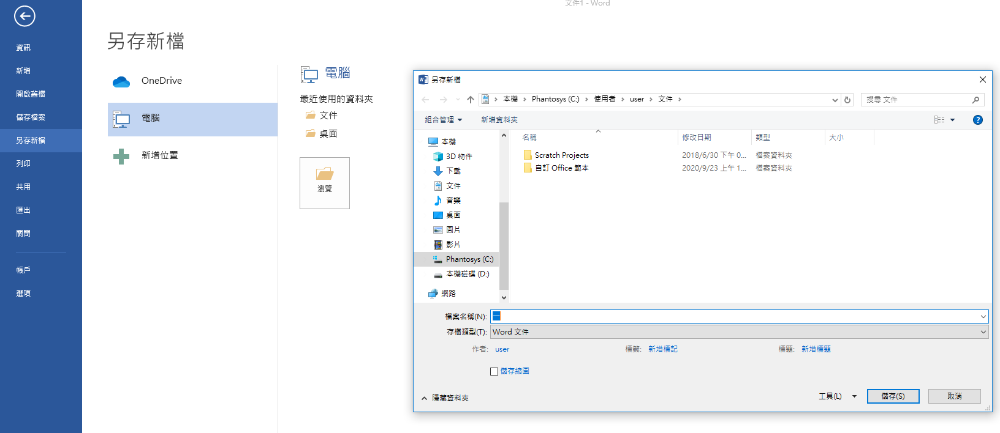 文件1 - Word
資訊
新增
開啟舊檔
儲存檔案
另存新檔
列印
共用
匯出
關閉
帳戶
選項
另存新檔
OneDrive
電腦
新增位置
電腦
最近使用的資料夾
文件
桌面
瀏覽
另存新檔
本機 > Phantosys (C:) > 使用者 > user > 文件 >
搜尋 文件
組合管理 新增資料夾
本機
3D 物件
下載
文件
音樂
桌面
圖片
影片
Phantosys (C:)
本機磁碟 (D:)
網路
名稱 修改日期 類型 大小
Scratch Projects 2018/6/30 下午 0... 檔案資料夾
自訂 Office 範本 2020/9/23 上午 1... 檔案資料夾
檔案名稱(N): 一
存檔類型(T): Word 文件
作者: user 標籤: 新增標記 標題: 新增標題
儲存縮圖
隱藏資料夾 工具(L) 儲存(S) 取消